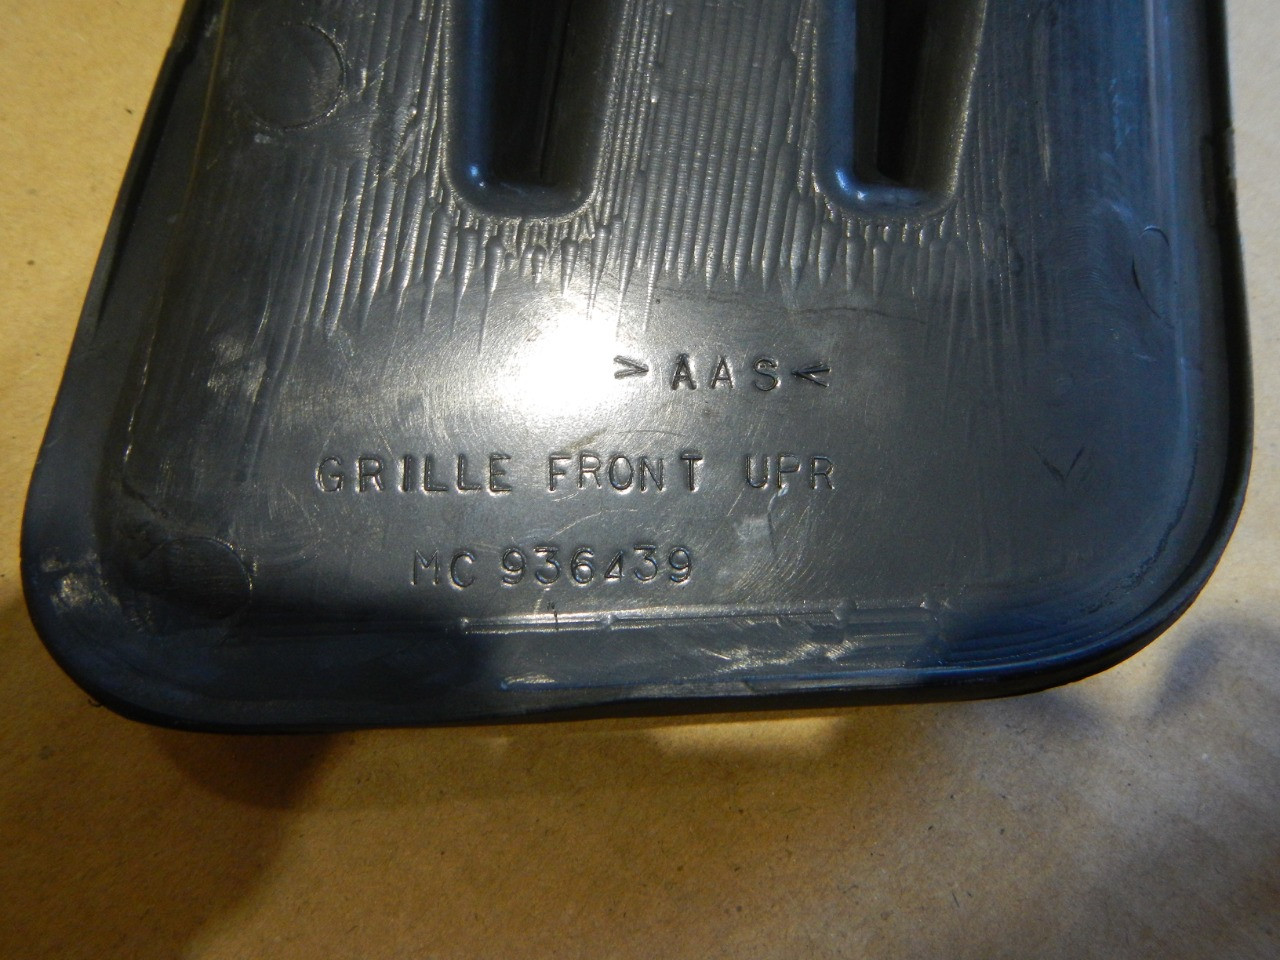 > AAS <
GRILLE FRONT UPR
MC 936439